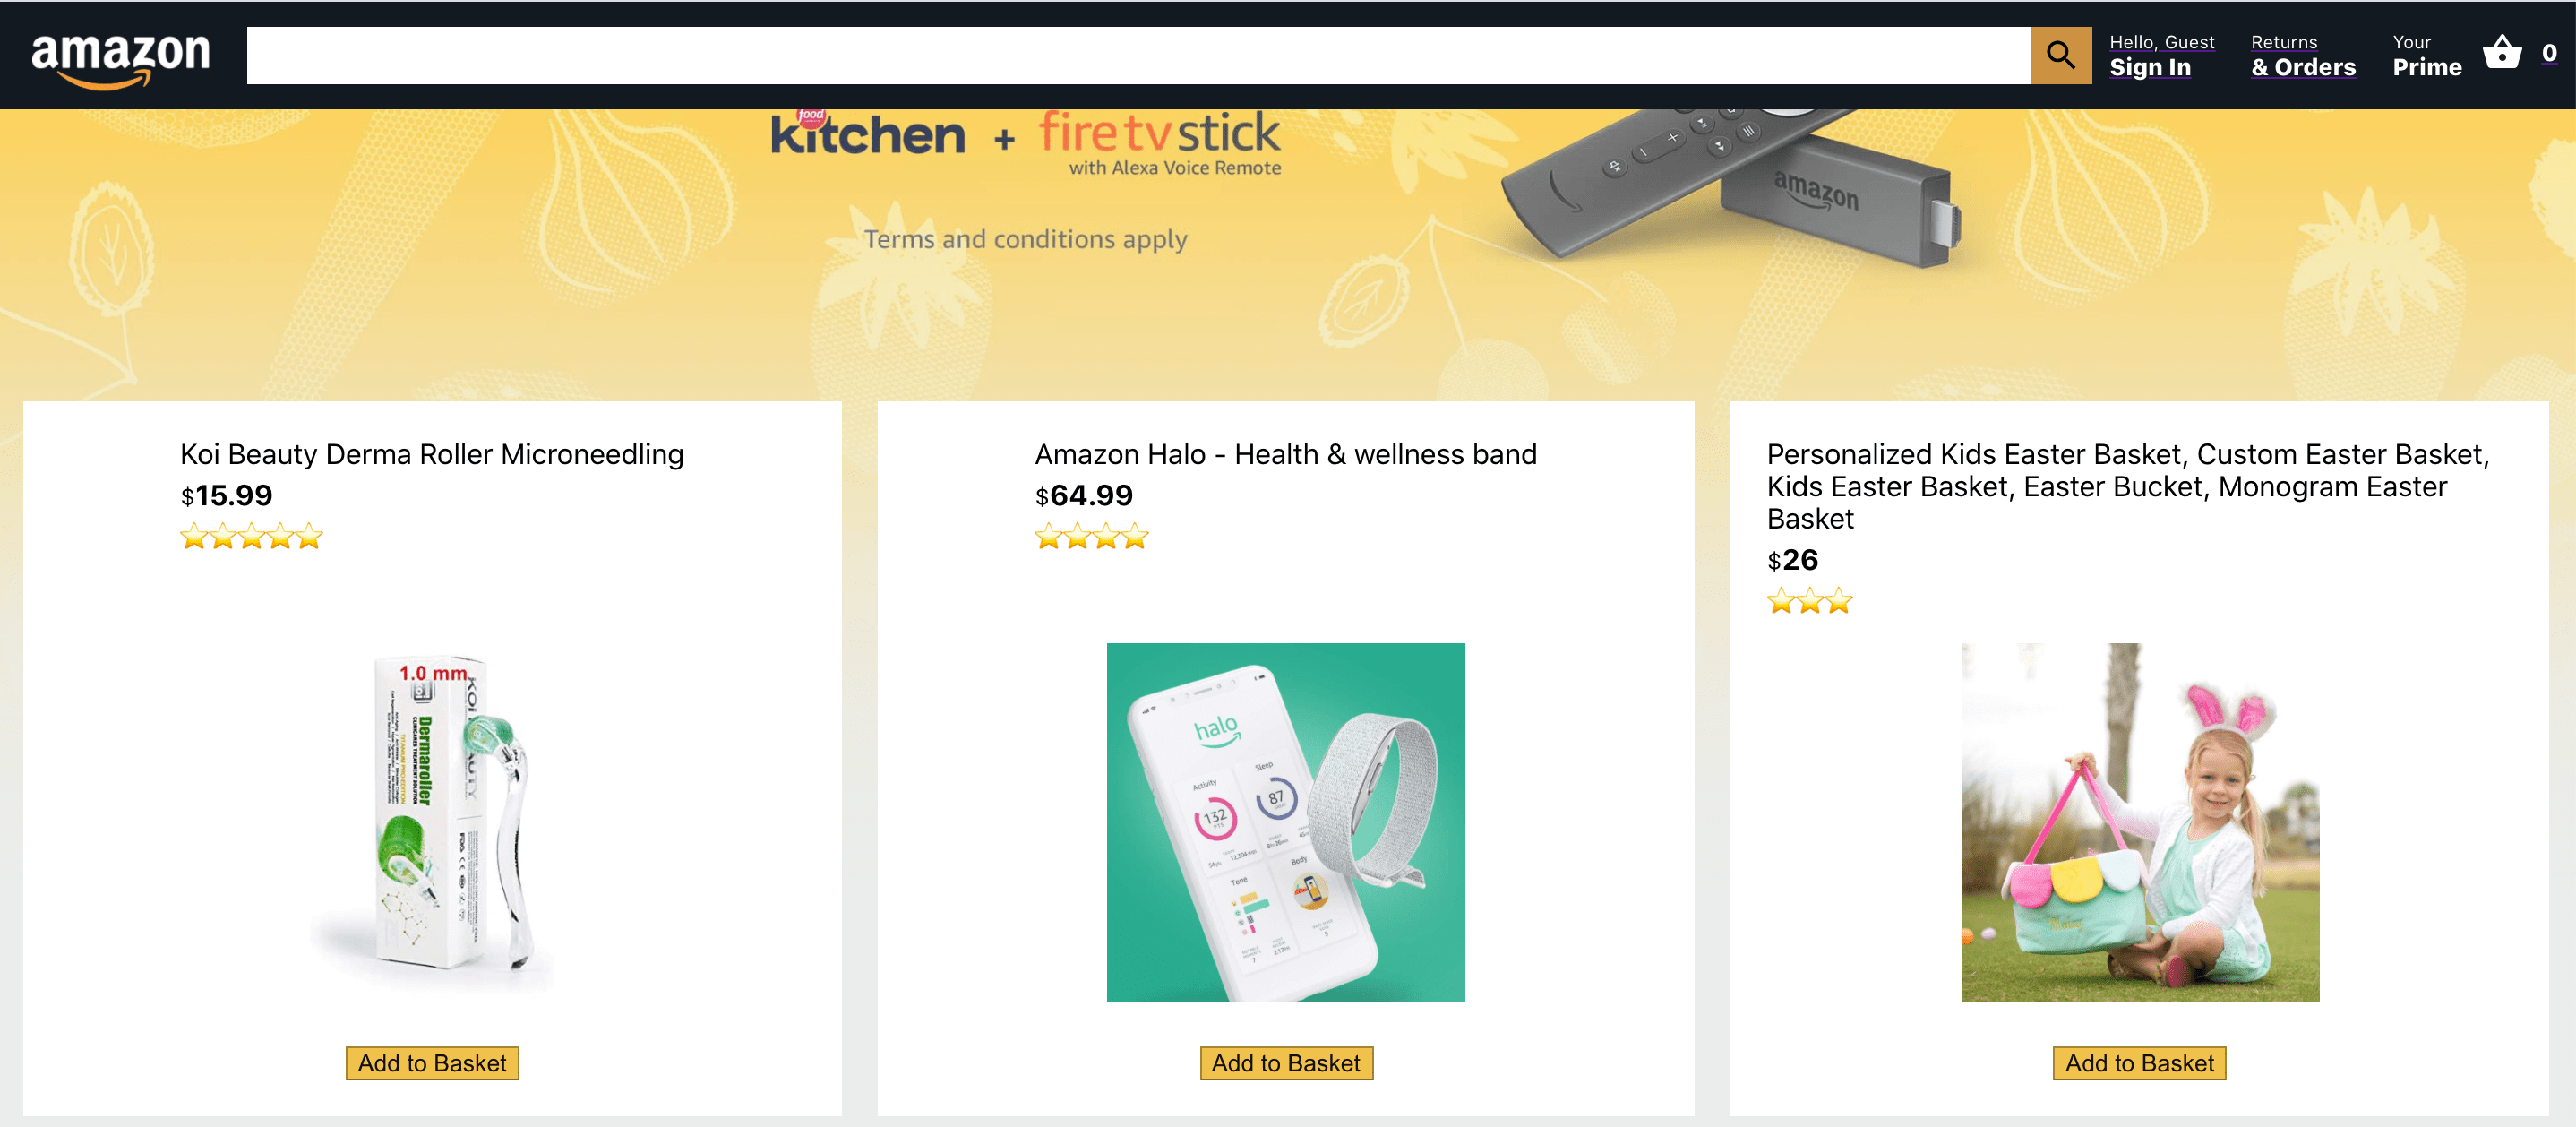 amazon
Hello, Guest
Sign In
Returns
& Orders
Your
Prime
0
food
kitchen + fire tv stick
with Alexa Voice Remote
amazon
Terms and conditions apply
Koi Beauty Derma Roller Microneedling
$15.99
Amazon Halo - Health & wellness band
$64.99
Personalized Kids Easter Basket, Custom Easter Basket,
Kids Easter Basket, Easter Bucket, Monogram Easter
Basket
$26
1.0 mm
Dermaroller
halo
Activity
132
PTS
Sleep
87
Tone
Body
Add to Basket
Add to Basket
Add to Basket